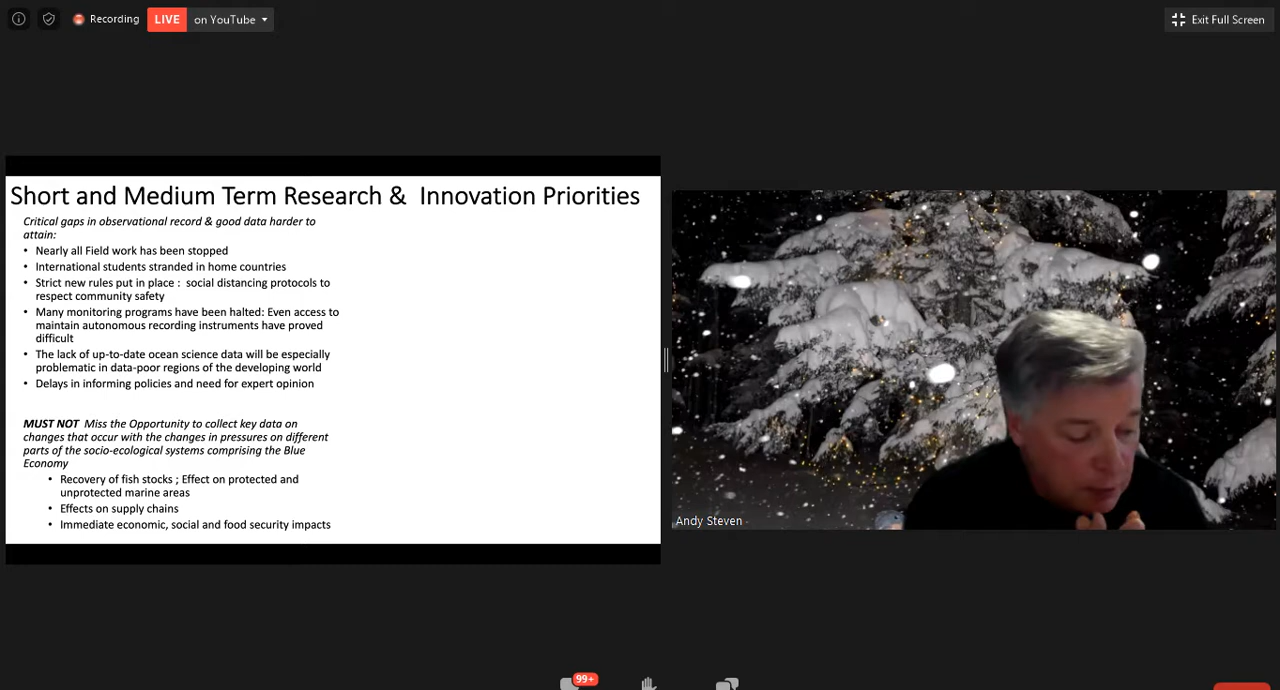 Recording
LIVE on YouTube
Exit Full Screen
Short and Medium Term Research & Innovation Priorities
Critical gaps in observational record & good data harder to
attain:
• Nearly all Field work has been stopped
• International students stranded in home countries
• Strict new rules put in place : social distancing protocols to
respect community safety
• Many monitoring programs have been halted: Even access to
maintain autonomous recording instruments have proved
difficult
• The lack of up-to-date ocean science data will be especially
problematic in data-poor regions of the developing world
• Delays in informing policies and need for expert opinion
MUST NOT Miss the Opportunity to collect key data on
changes that occur with the changes in pressures on different
parts of the socio-ecological systems comprising the Blue
Economy
• Recovery of fish stocks ; Effect on protected and
unprotected marine areas
• Effects on supply chains
• Immediate economic, social and food security impacts
Andy Steven
99+